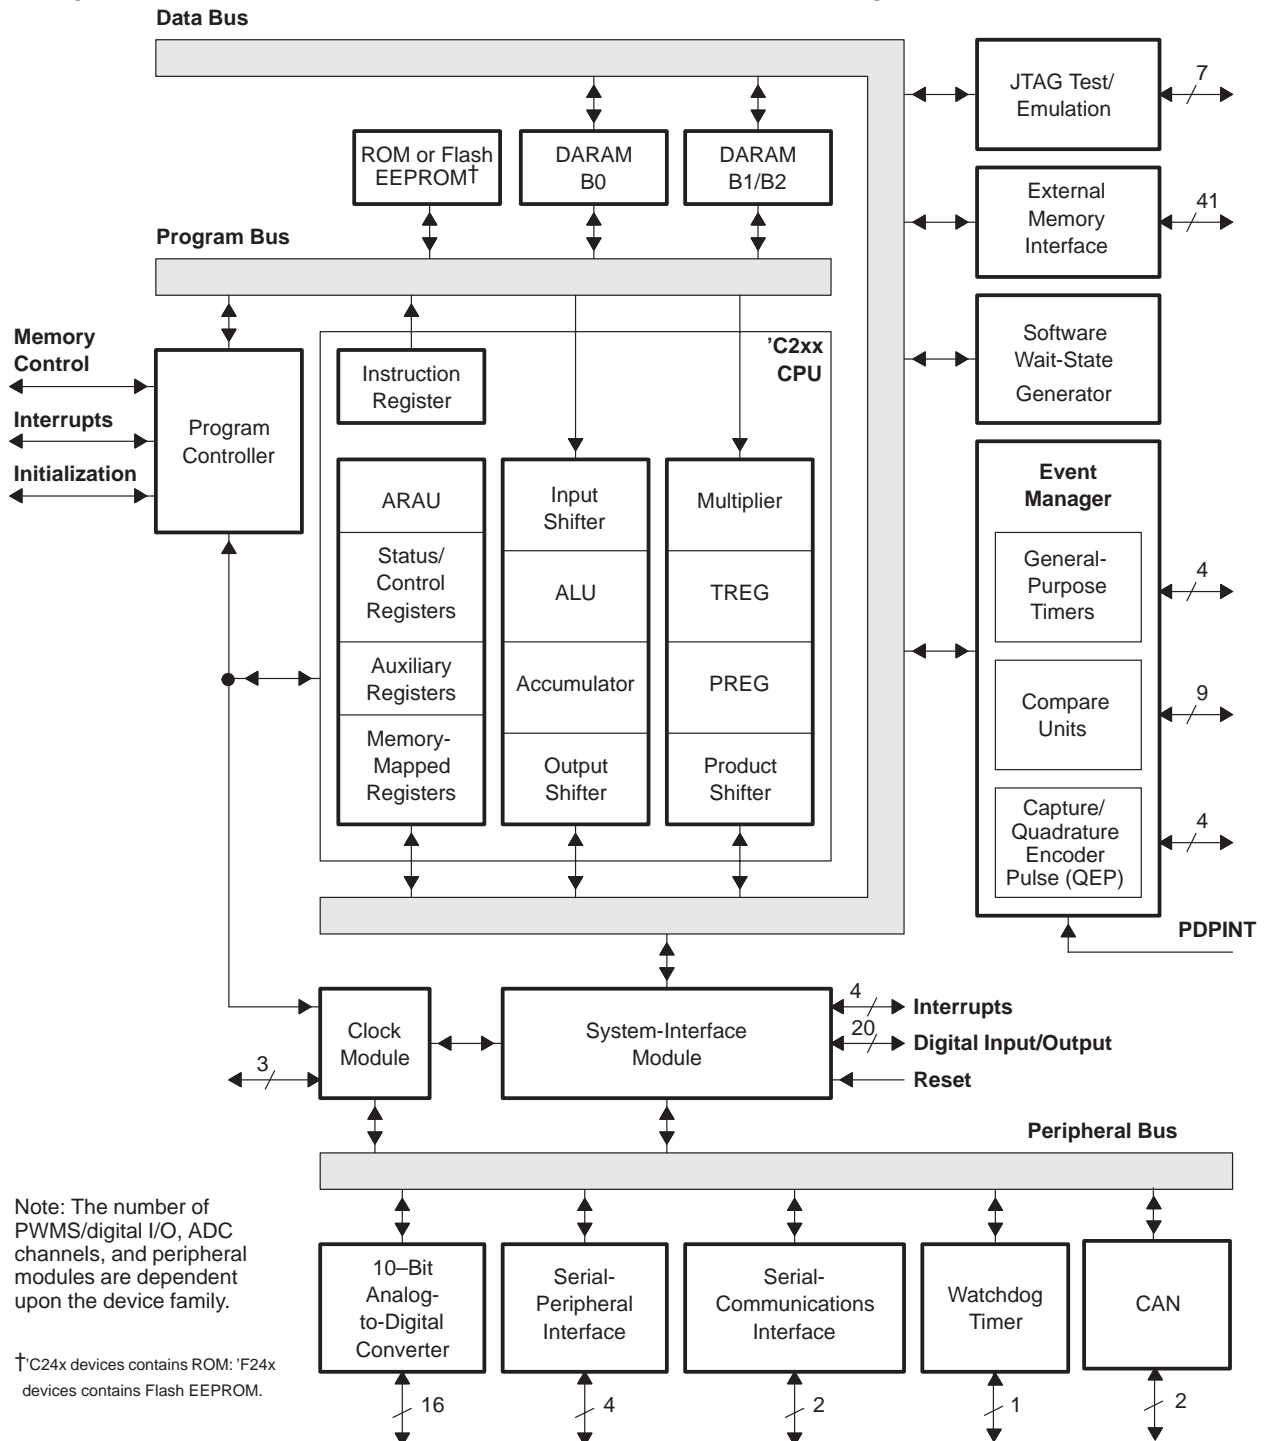 Data Bus
JTAG Test/
Emulation
7
ROM or Flash
EEPROM†
DARAM
B0
DARAM
B1/B2
External
Memory
Interface
41
Program Bus
Memory
Control
Interrupts
Initialization
Program
Controller
Instruction
Register
'C2xx
CPU
Software
Wait-State
Generator
ARAU
Status/
Control
Registers
Auxiliary
Registers
Memory-
Mapped
Registers
Input
Shifter
ALU
Accumulator
Output
Shifter
Multiplier
TREG
PREG
Product
Shifter
Event
Manager
General-
Purpose
Timers
4
Compare
Units
9
Capture/
Quadrature
Encoder
Pulse (QEP)
4
PDPINT
Clock
Module
3
System-Interface
Module
4
Interrupts
20
Digital Input/Output
Reset
Peripheral Bus
Note: The number of
PWMS/digital I/O, ADC
channels, and peripheral
modules are dependent
upon the device family.
†'C24x devices contains ROM: 'F24x
devices contains Flash EEPROM.
10–Bit
Analog-
to-Digital
Converter
16
Serial-
Peripheral
Interface
4
Serial-
Communications
Interface
2
Watchdog
Timer
1
CAN
2